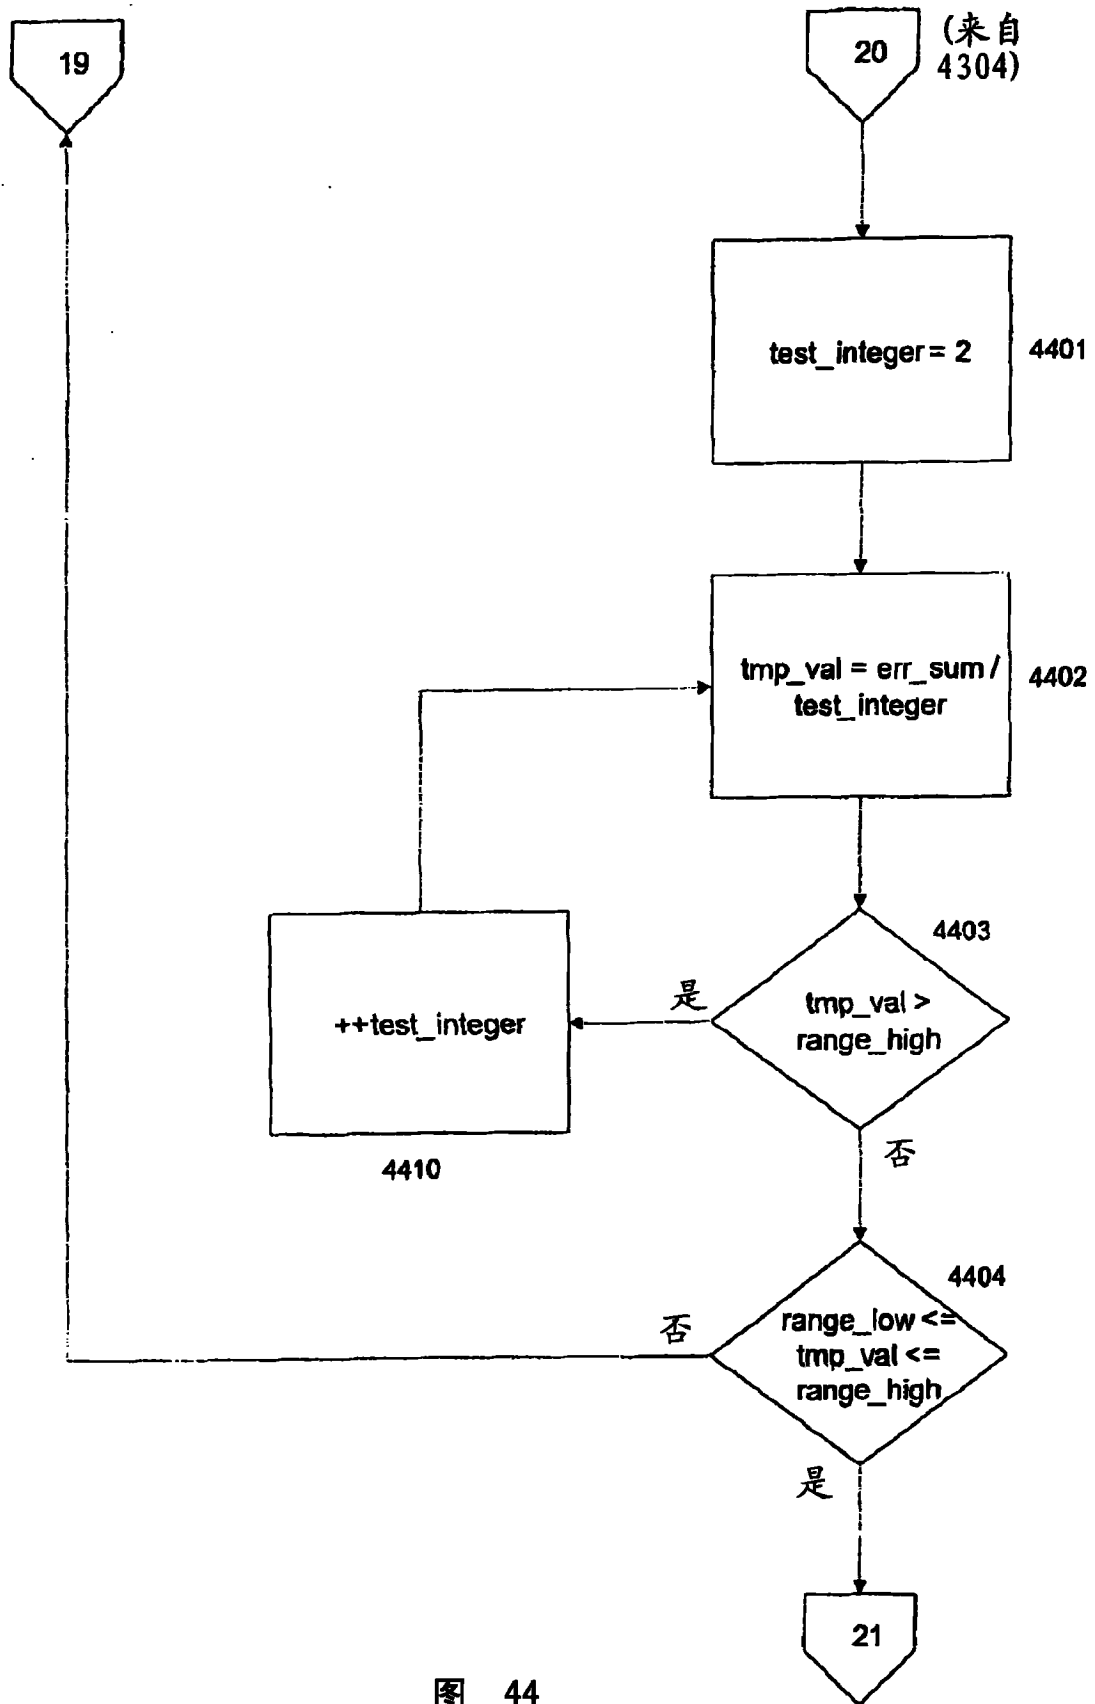 19
20
(来自
4304)
test_integer = 2
4401
tmp_val = err_sum /
test_integer
4402
4403
tmp_val >
range_high
是
++test_integer
4410
否
4404
range_low <=
tmp_val <=
range_high
否
是
21
图 44